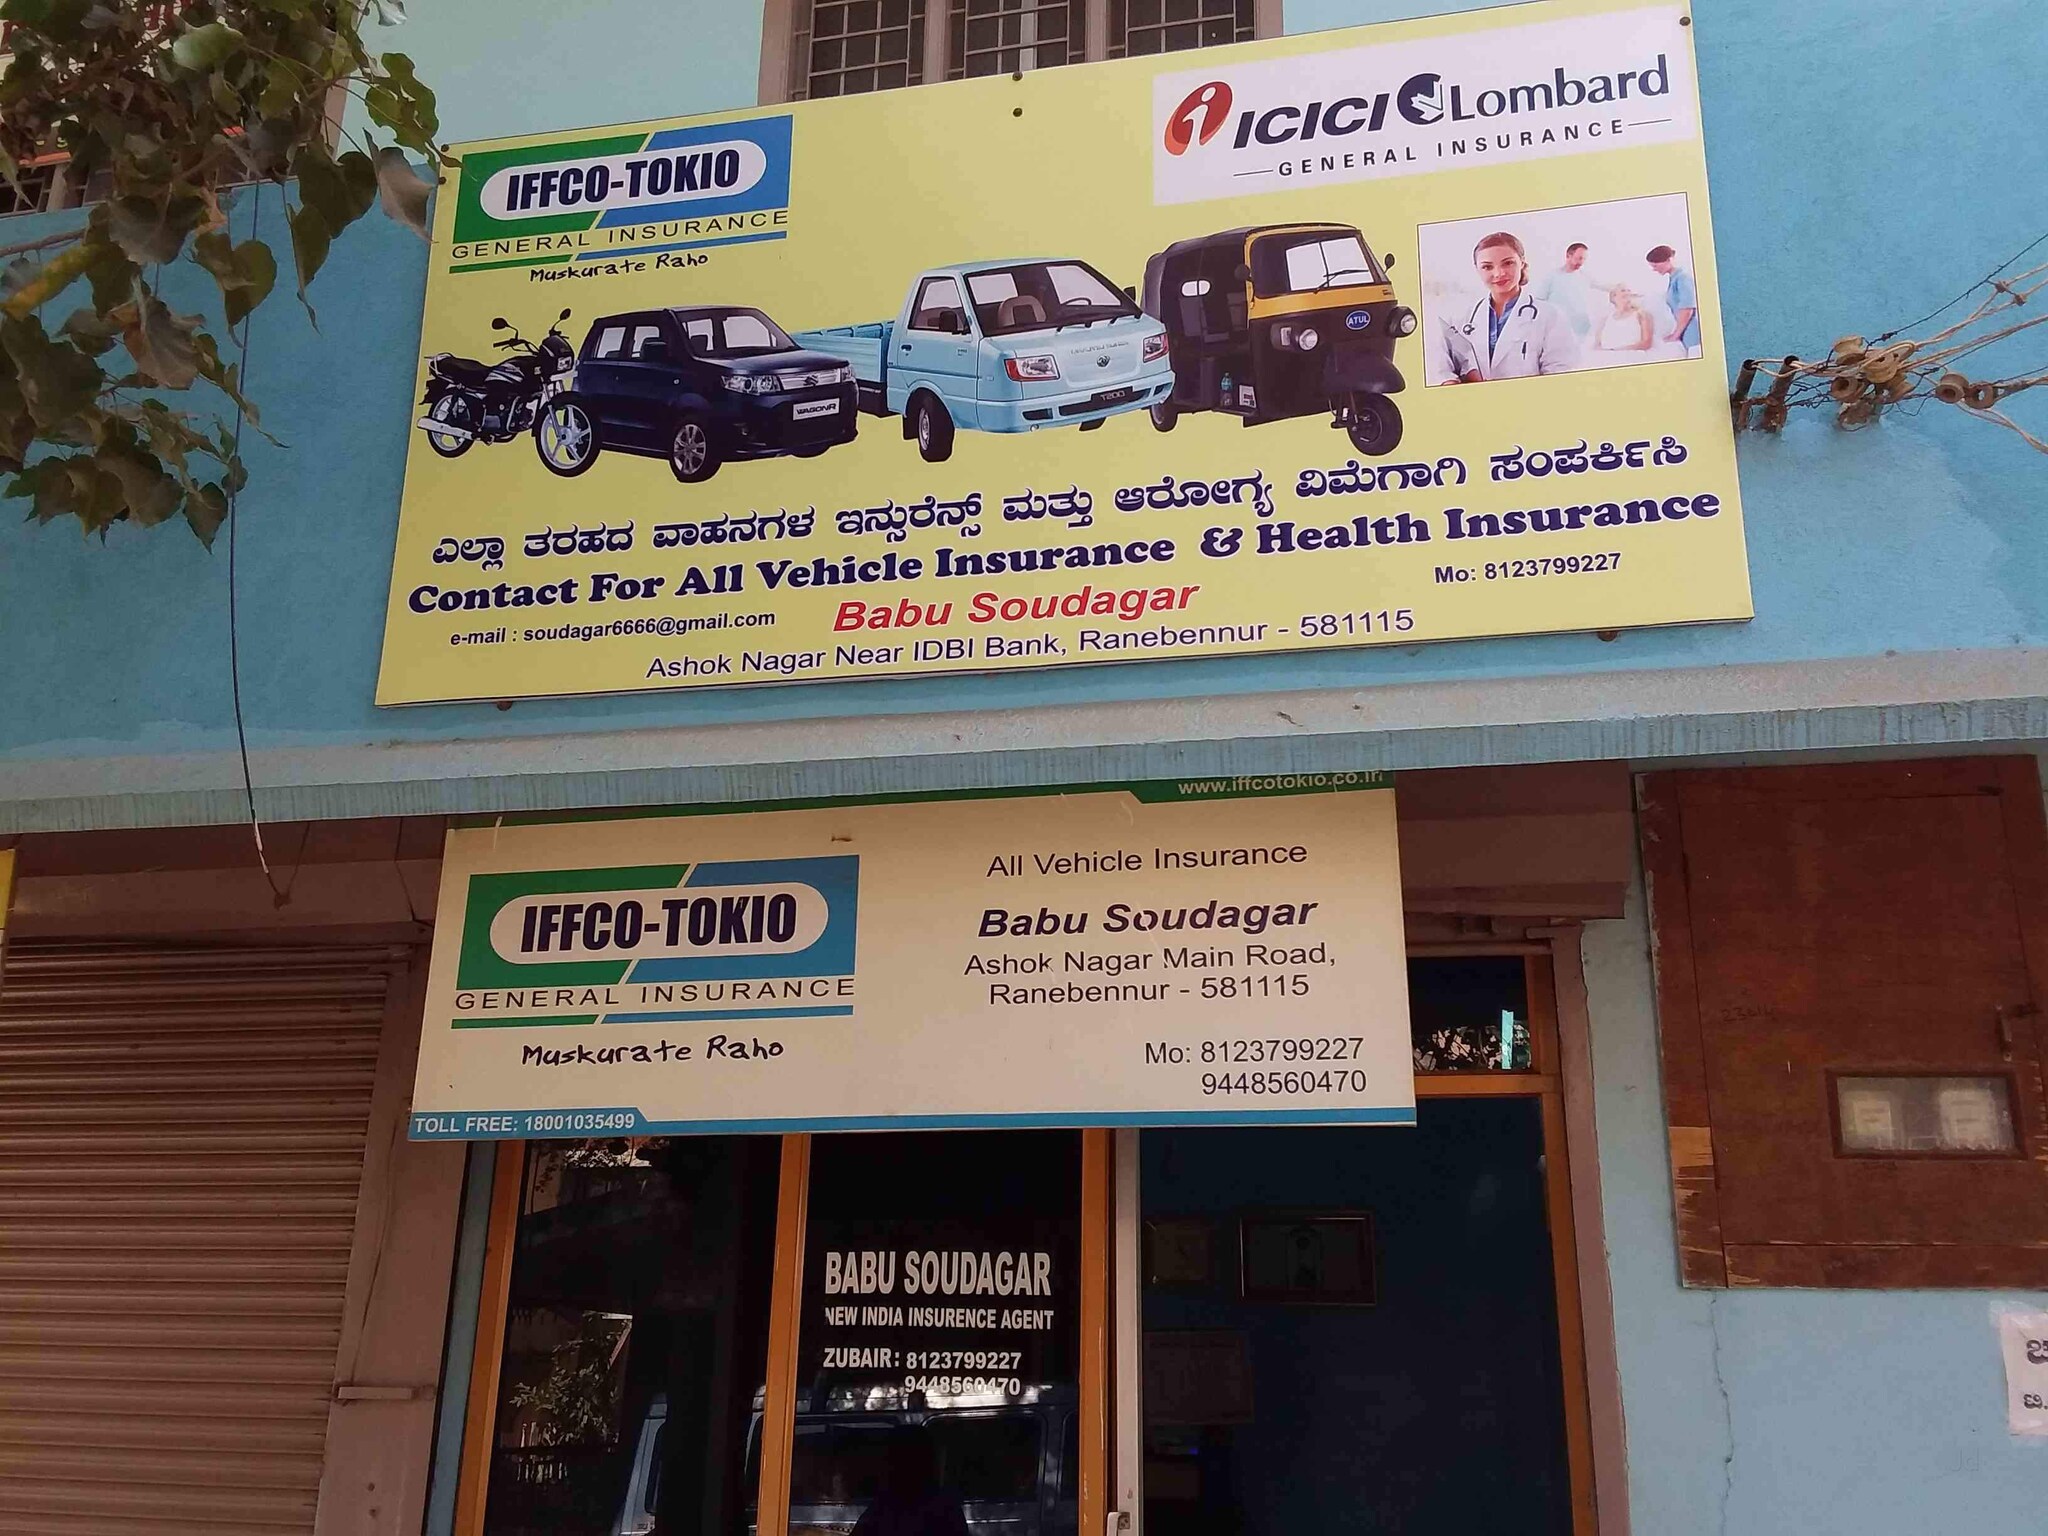 IFFCO-TOKIO
GENERAL INSURANCE
Muskurate Raho
ICICI Lombard
GENERAL INSURANCE
WAGONR
T200
ATUL
ಎಲ್ಲಾ ತರಹದ ವಾಹನಗಳ ಇನ್ಸುರೆನ್ಸ್ ಮತ್ತು ಆರೋಗ್ಯ ವಿಮೆಗಾಗಿ ಸಂಪರ್ಕಿಸಿ
Contact For All Vehicle Insurance & Health Insurance
e-mail : soudagar6666@gmail.com
Babu Soudagar
Mo: 8123799227
Ashok Nagar Near IDBI Bank, Ranebennur - 581115
www.iffcotokio.co.in
IFFCO-TOKIO
GENERAL INSURANCE
Muskurate Raho
All Vehicle Insurance
Babu Soudagar
Ashok Nagar Main Road,
Ranebennur - 581115
Mo: 8123799227
9448560470
TOLL FREE: 18001035499
BABU SOUDAGAR
NEW INDIA INSURENCE AGENT
ZUBAIR: 8123799227
9448560470